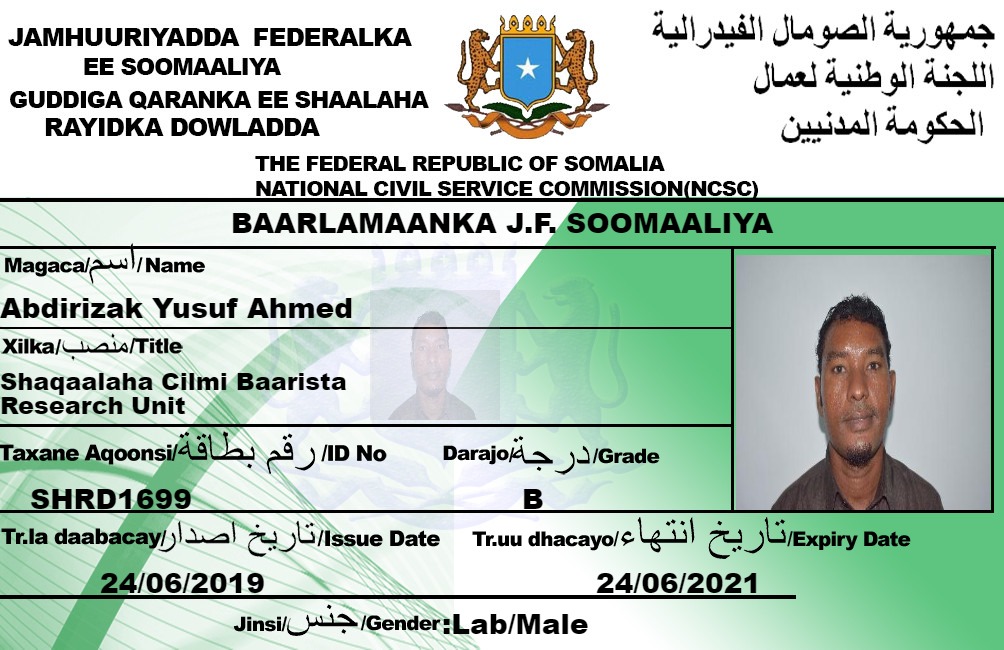 JAMHUURIYADDA FEDERALKA
EE SOOMAALIYA
GUDDIGA QARANKA EE SHAALAHA
RAYIDKA DOWLADDA
جمهورية الصومال الفيدرالية
اللجنة الوطنية لعمال
الحكومة المدنيين
THE FEDERAL REPUBLIC OF SOMALIA
NATIONAL CIVIL SERVICE COMMISSION(NCSC)
BAARLAMAANKA J.F. SOOMAALIYA
Magaca/اسم/Name
Abdirizak Yusuf Ahmed
Xilka/منصب/Title
Shaqaalaha Cilmi Baarista
Research Unit
Taxane Aqoonsi/رقم بطاقة/ID No Darajo/درجة/Grade
SHRD1699 B
Tr.la daabacay/تاريخ اصدار/Issue Date Tr.uu dhacayo/تاريخ انتهاء/Expiry Date
24/06/2019 24/06/2021
Jinsi/جنس/Gender:Lab/Male